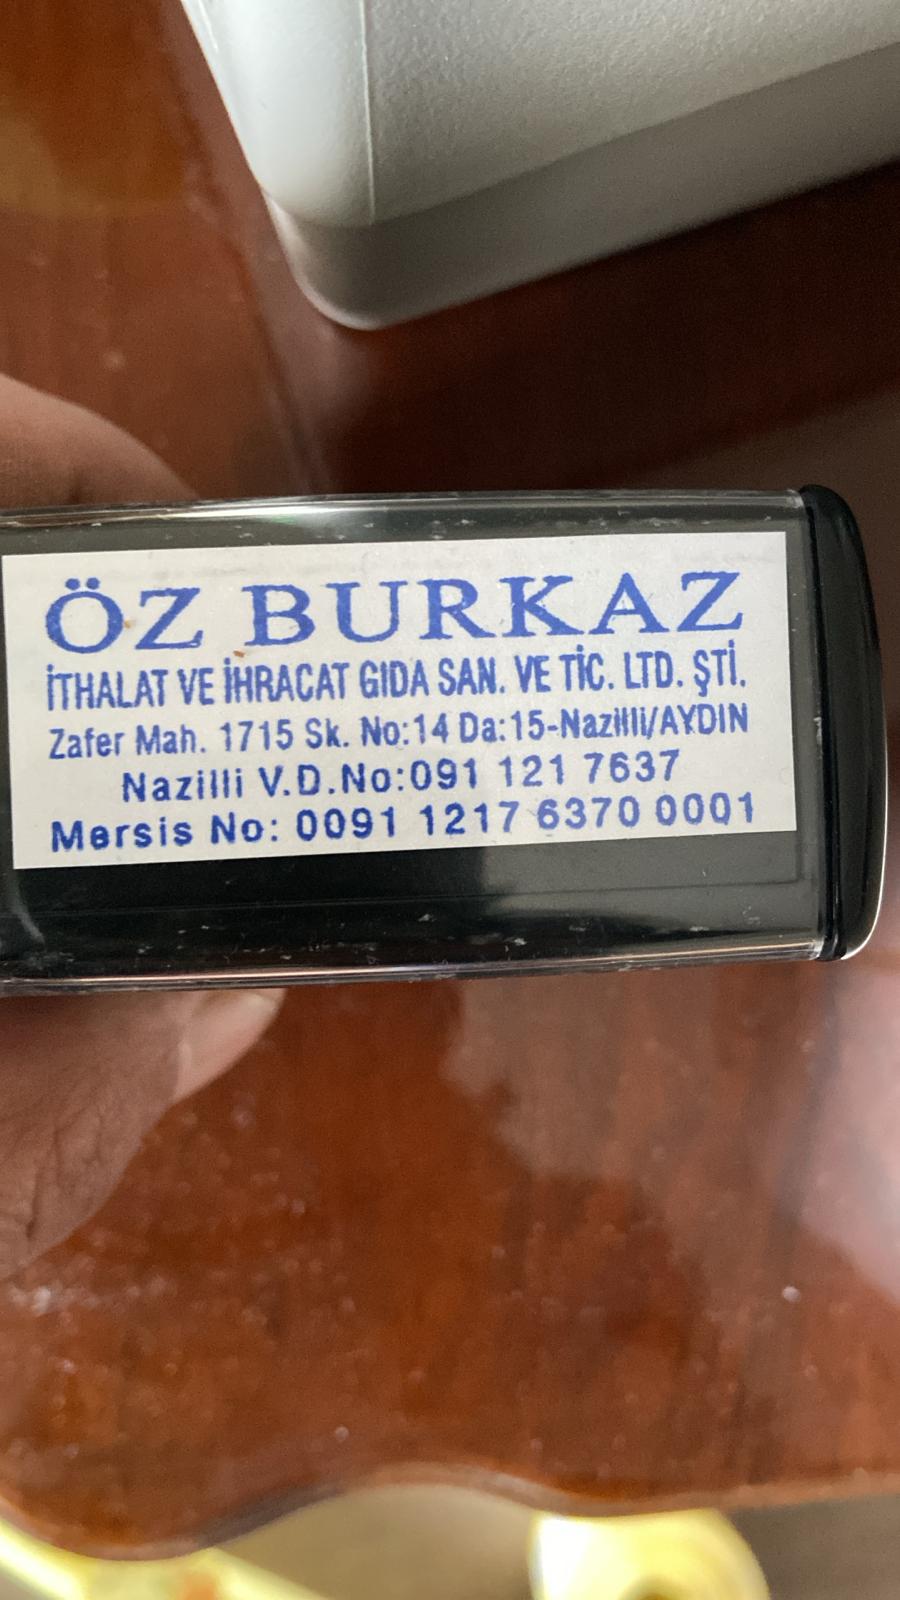 ÖZ BURKAZ
İTHALAT VE İHRACAT GIDA SAN. VE TİC. LTD. ŞTİ.
Zafer Mah. 1715 Sk. No:14 Da:15-Nazilli/AYDIN
Nazilli V.D.No:091 121 7637
Mersis No: 0091 1217 6370 0001